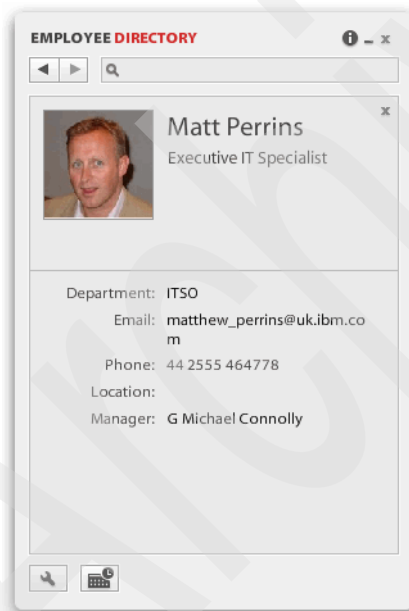 EMPLOYEE DIRECTORY
Matt Perrins
Executive IT Specialist
Department: ITSO
Email: matthew_perrins@uk.ibm.co
m
Phone: 44 2555 464778
Location:
Manager: G Michael Connolly